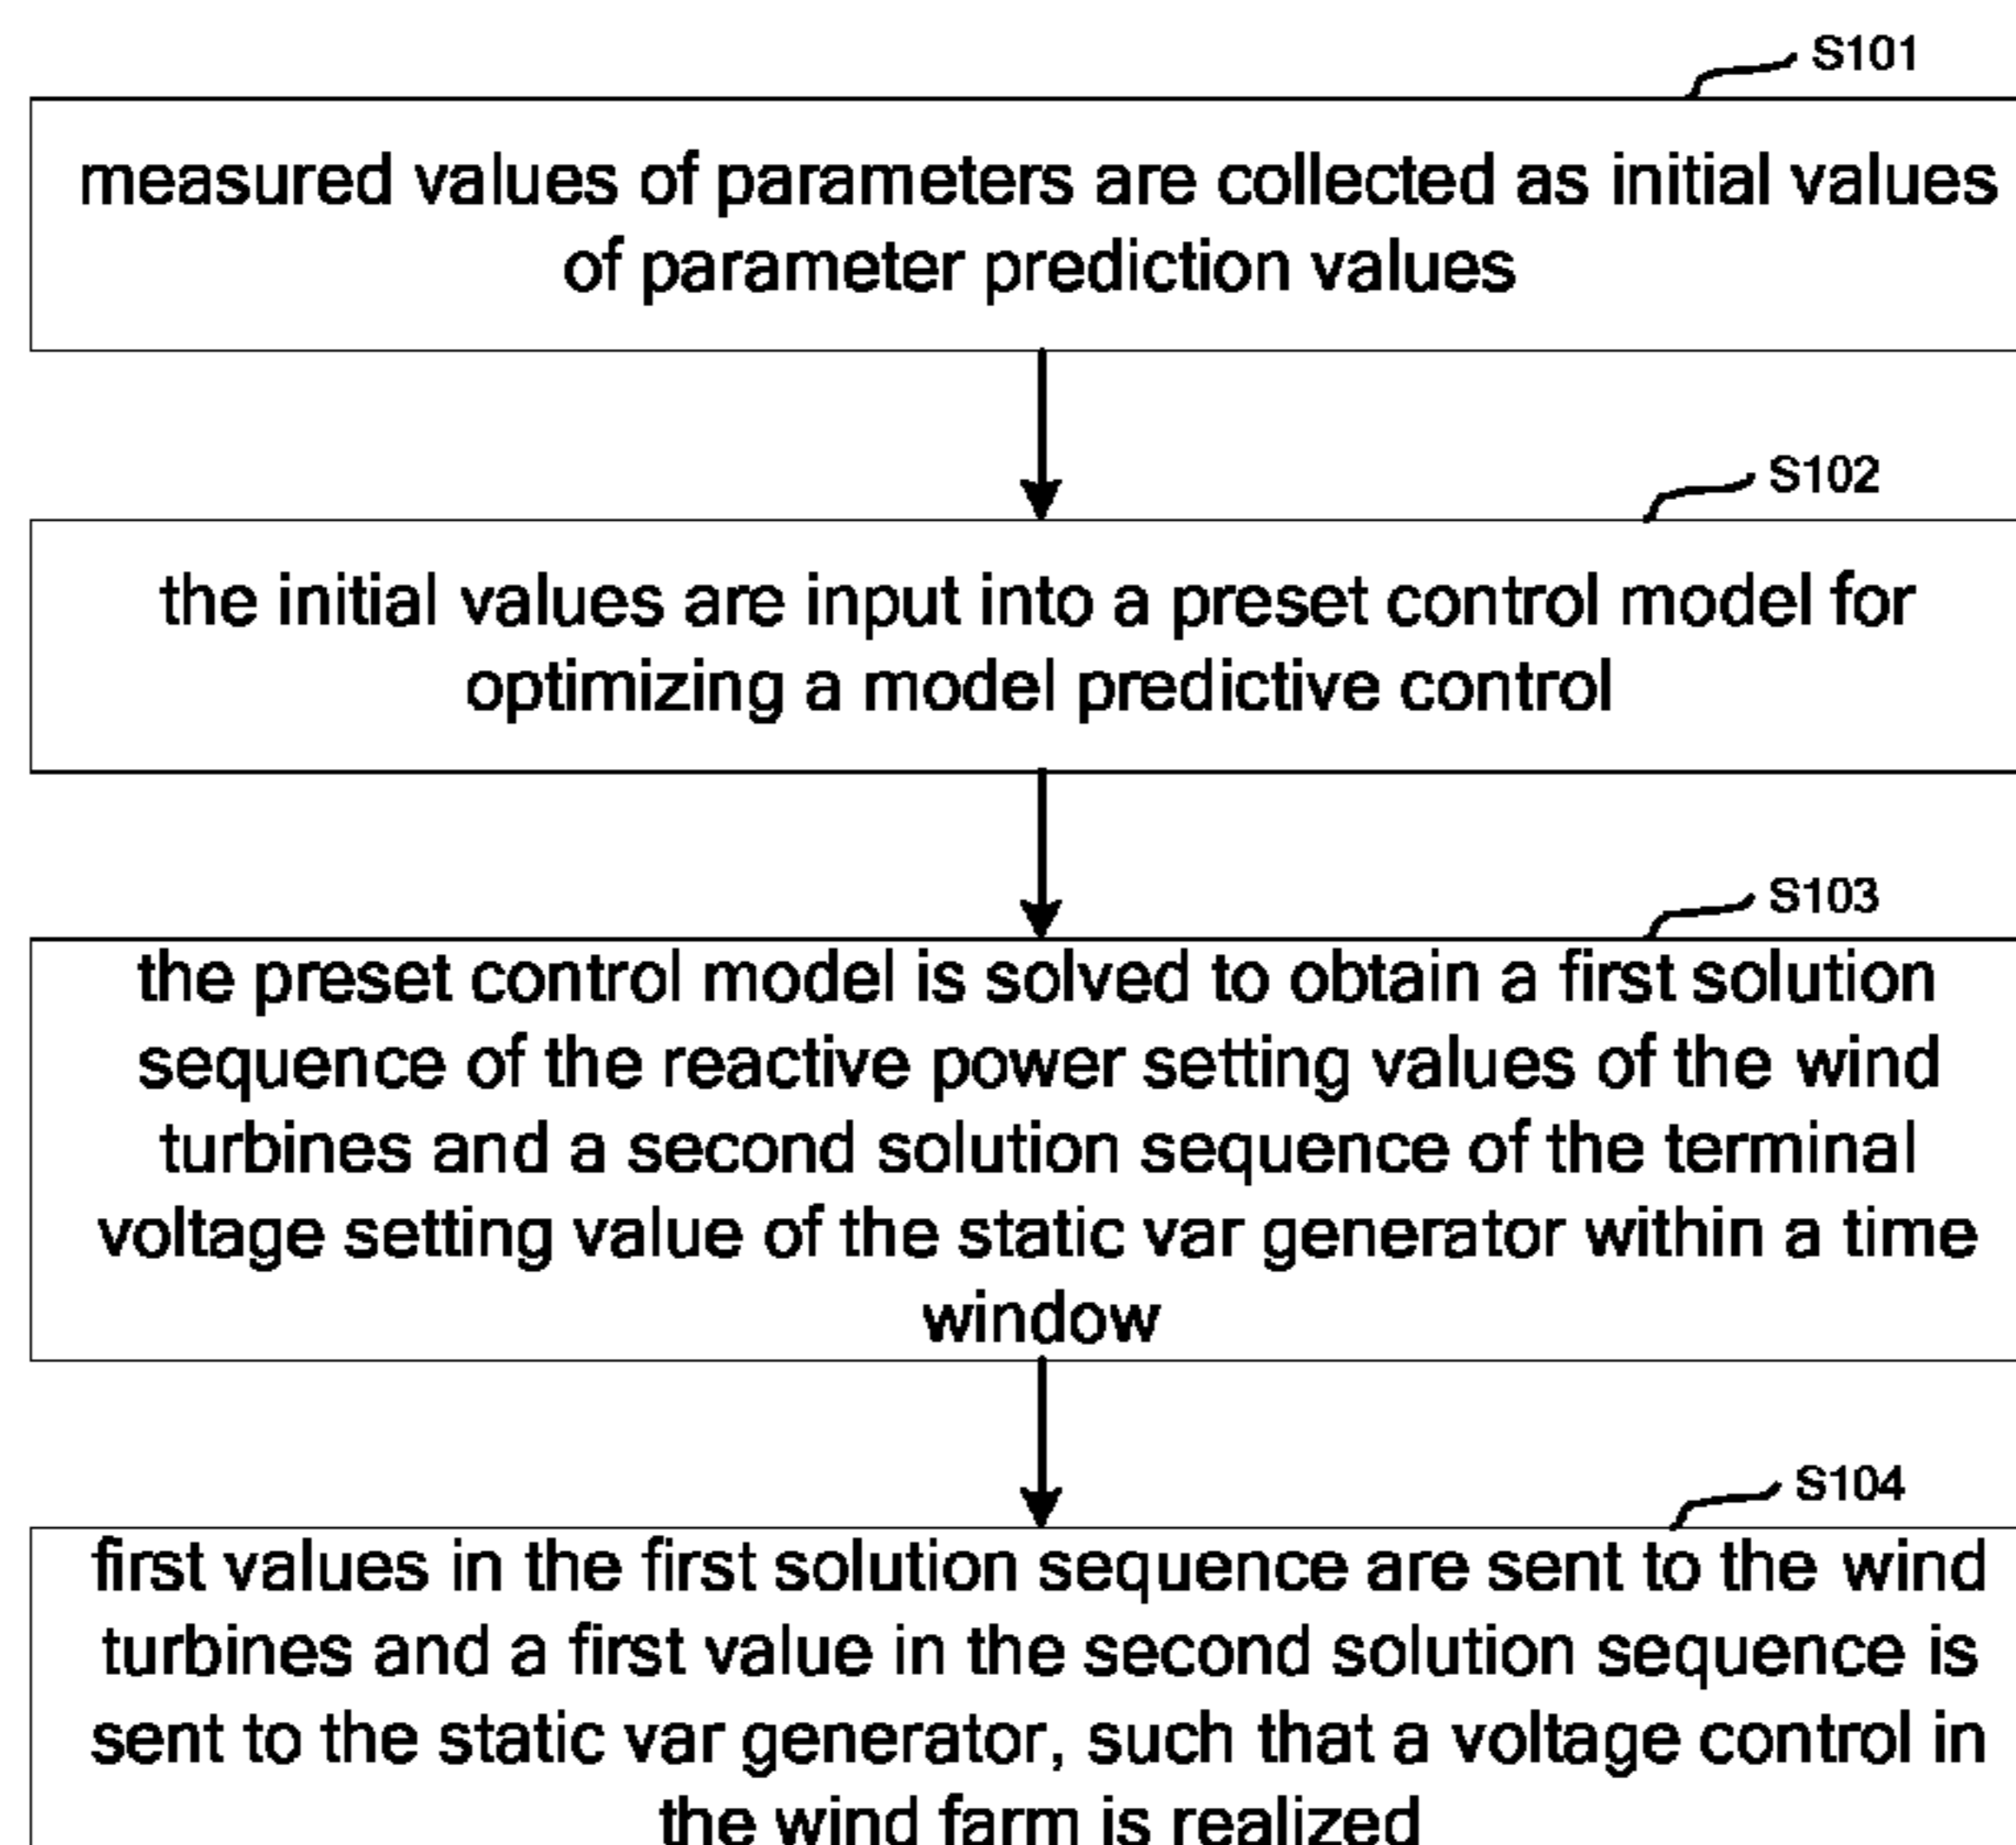 S101
measured values of parameters are collected as initial values
of parameter prediction values
S102
the initial values are input into a preset control model for
optimizing a model predictive control
S103
the preset control model is solved to obtain a first solution
sequence of the reactive power setting values of the wind
turbines and a second solution sequence of the terminal
voltage setting value of the static var generator within a time
window
S104
first values in the first solution sequence are sent to the wind
turbines and a first value in the second solution sequence is
sent to the static var generator, such that a voltage control in
the wind farm is realized